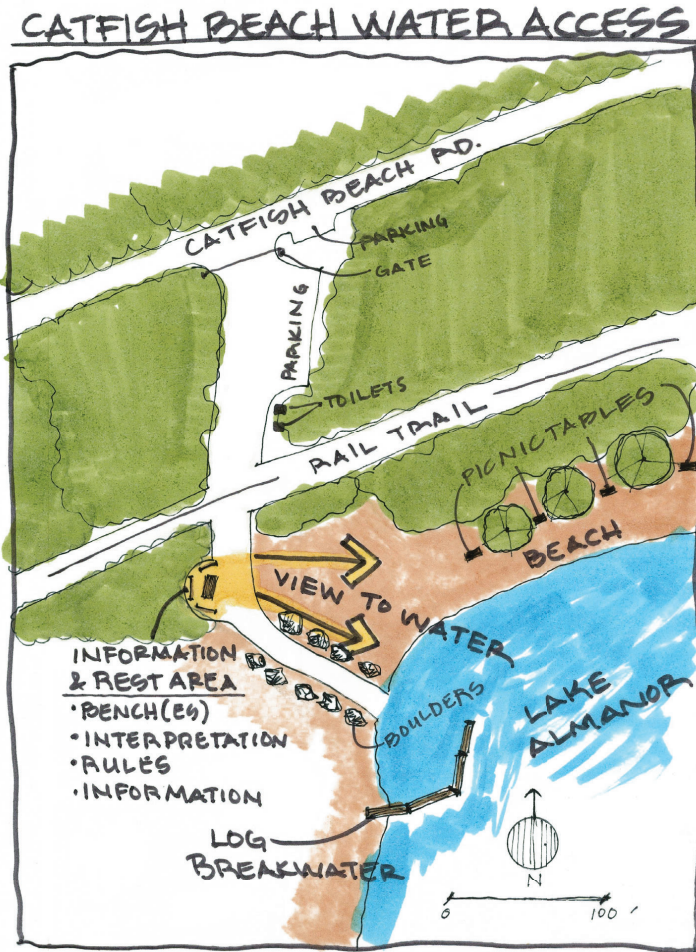 CATFISH BEACH WATER ACCESS
CATFISH BEACH RD.
PARKING
GATE
PARKING
TOILETS
RAIL TRAIL
PICNIC TABLES
BEACH
VIEW TO WATER
INFORMATION
& REST AREA
• BENCH(ES)
• INTERPRETATION
• RULES
• INFORMATION
BOULDERS
LAKE
ALMANOR
LOG
BREAKWATER
N
0 100'